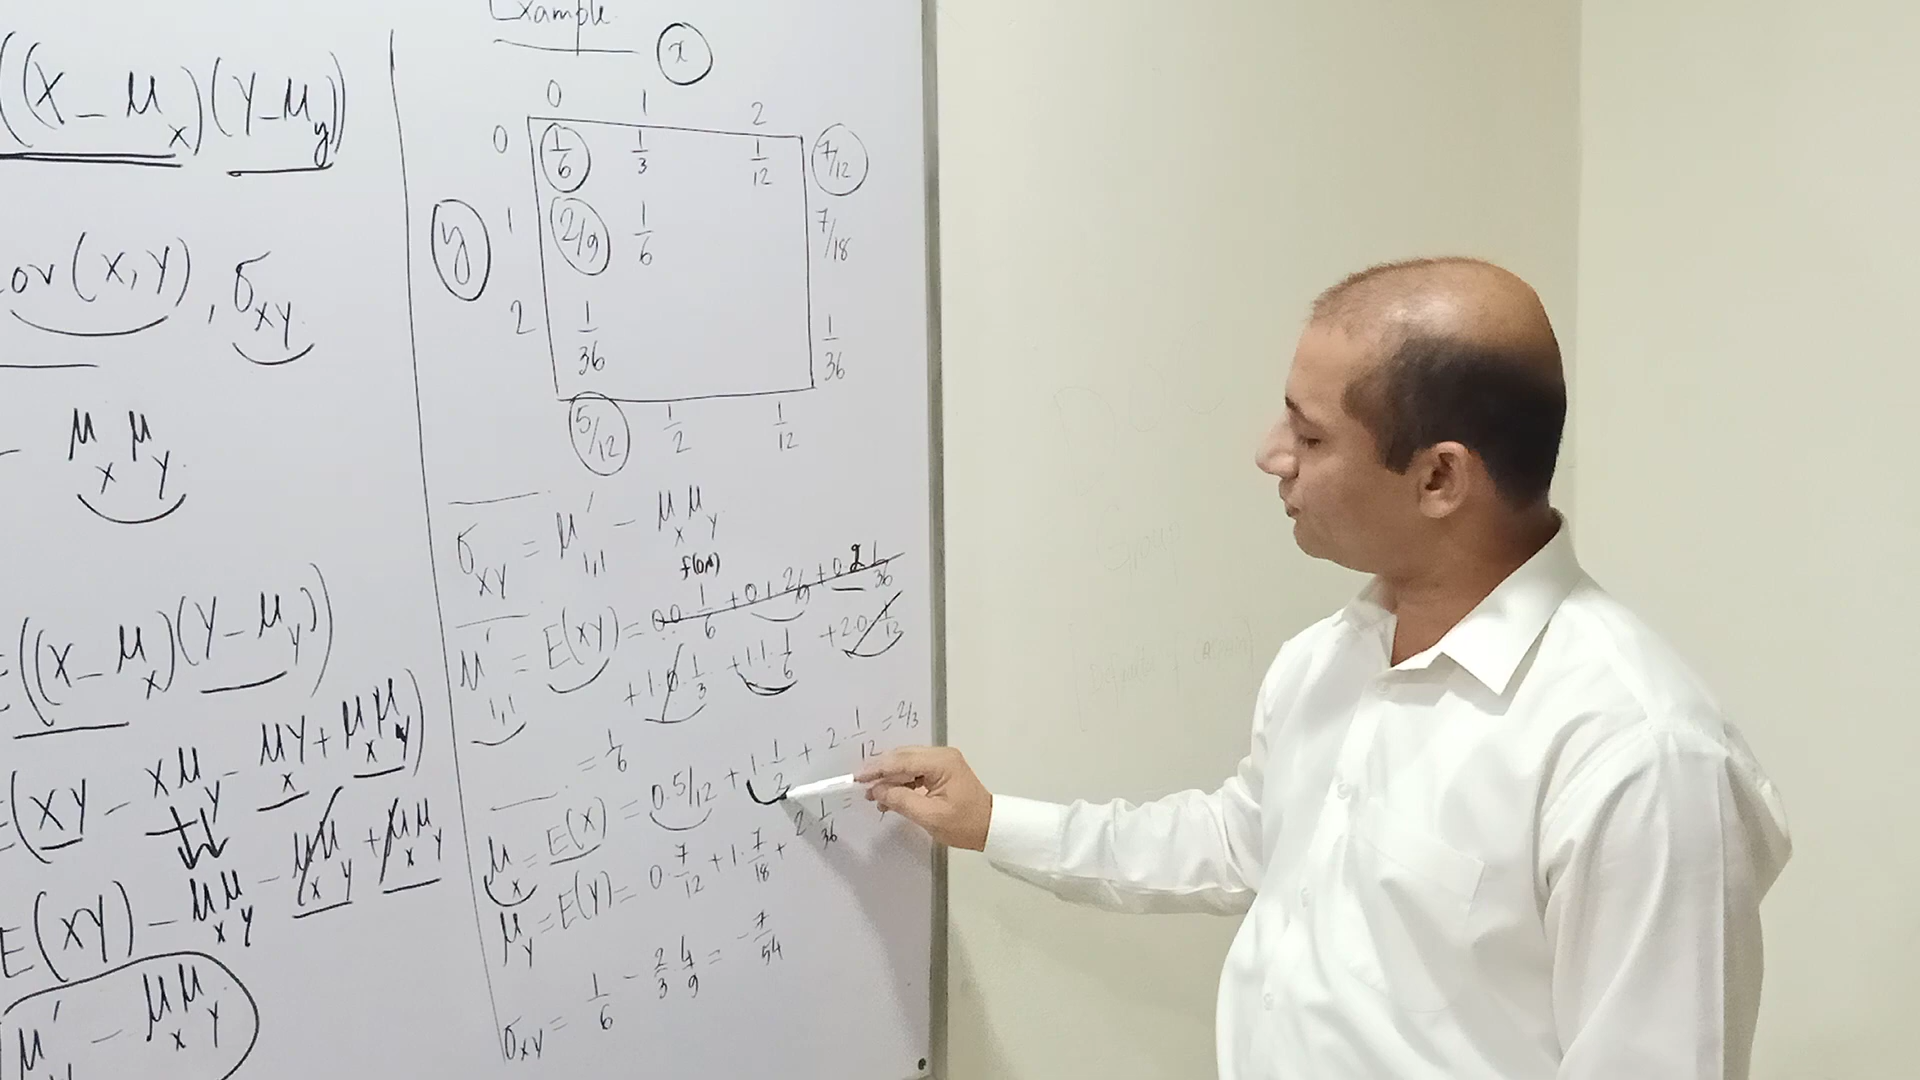 ((X - μx)(Y - μy))
ov(X,Y), σXY
- μx μy
E((X - μx)(Y - μy))
E(XY - Xμy - μxY + μxμy)
E(XY) - μxμy - μxμy + μxμy
μ' - μxμy
Example
x
0 1 2
0 1/6 1/3 1/12 7/12
y 1 2/9 1/6 7/18
2 1/36 1/36
5/12 1/2 1/12
σXY = μ'1,1 - μxμy
f(0,0)
μ'1,1 = E(XY) = 0.0.1/6 + 0.1.2/9 + 0.2.1/36
+ 1.0.1/3 + 1.1.1/6 + 2.0.1/12
= 1/6
μx = E(X) = 0.5/12 + 1.1/2 + 2.1/12 = 2/3
μy = E(Y) = 0.7/12 + 1.7/18 + 2.1/36 =
σXY = 1/6 - 2/3.4/9 = -7/54